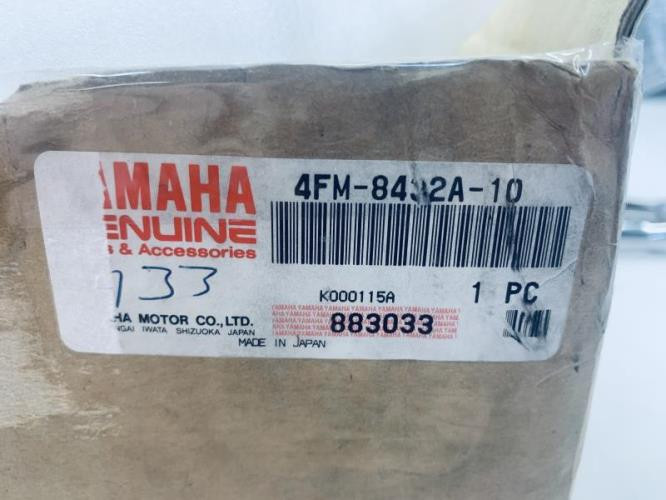 AMAHA
ENUINE
s & Accessories
4FM-8432A-10
133
K000115A
1 PC
HA MOTOR CO.,LTD.
NGAI IWATA SHIZUOKA JAPAN
883033
MADE IN JAPAN